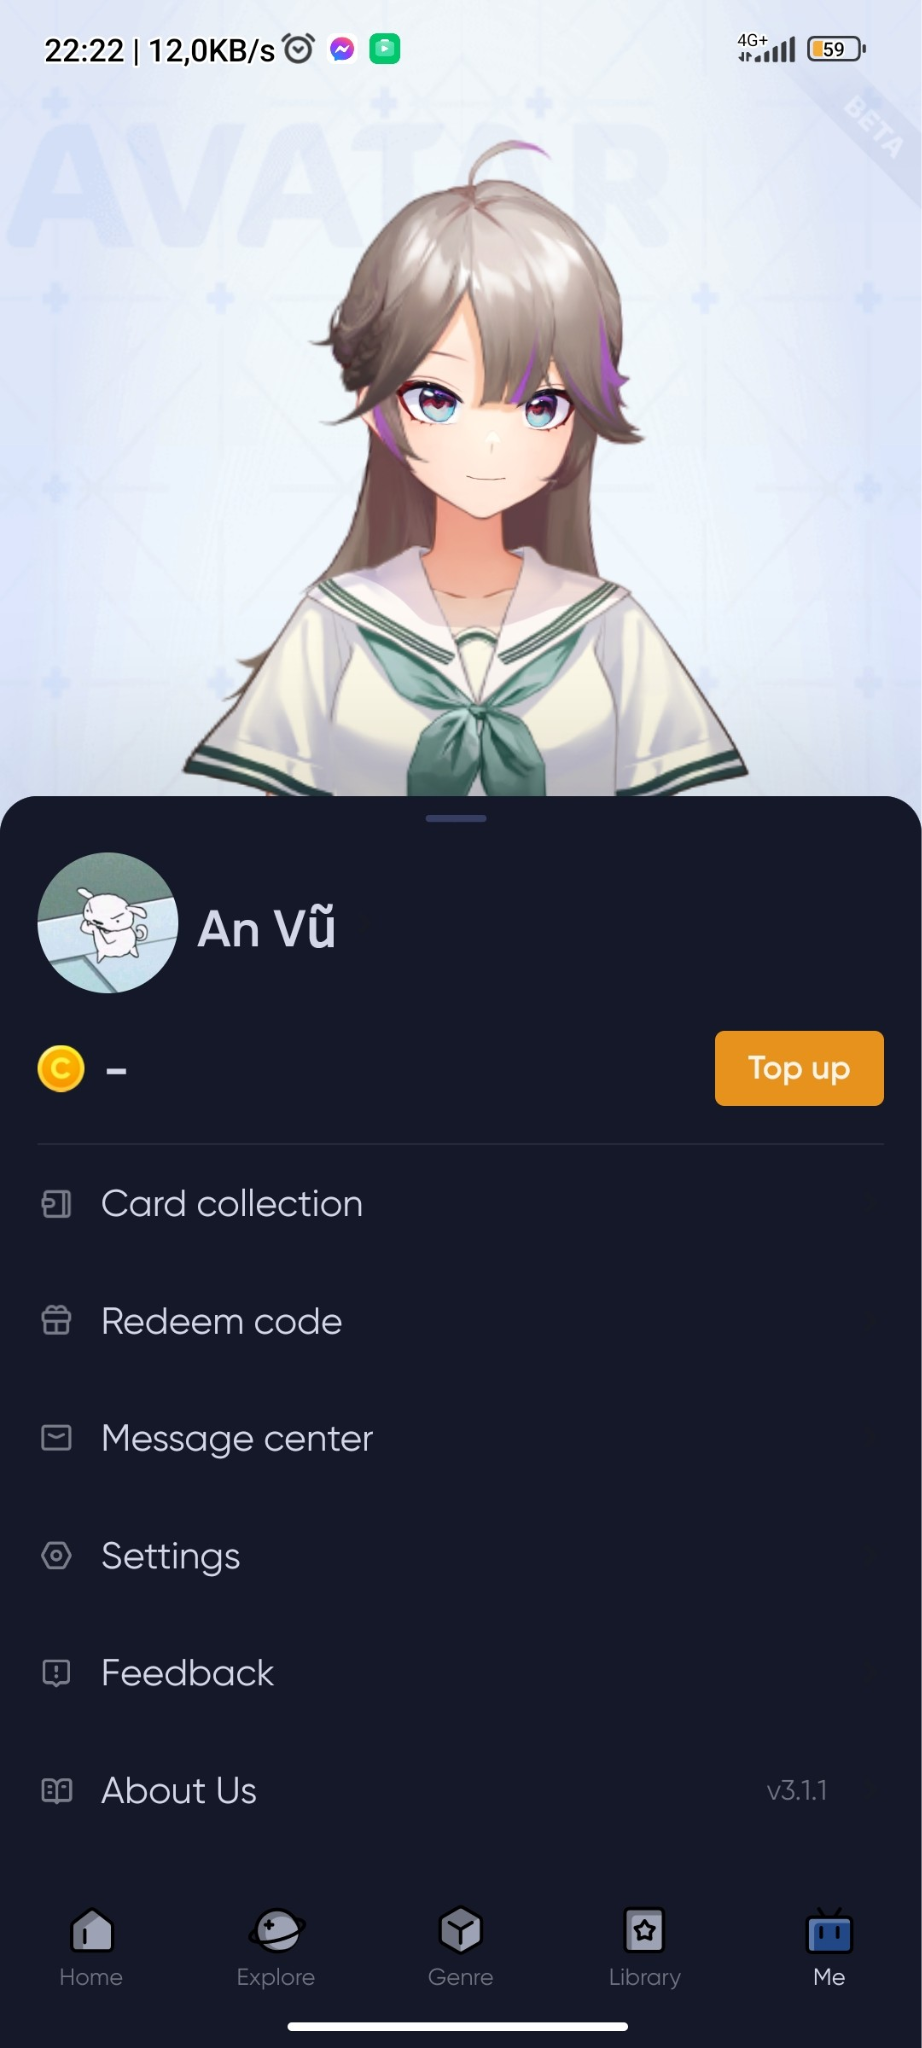 22:22 | 12,0KB/s
4G+
59
BETA
AVATAR
An Vũ
C –
Top up
Card collection
Redeem code
Message center
Settings
Feedback
About Us
v3.1.1
Home
Explore
Genre
Library
Me